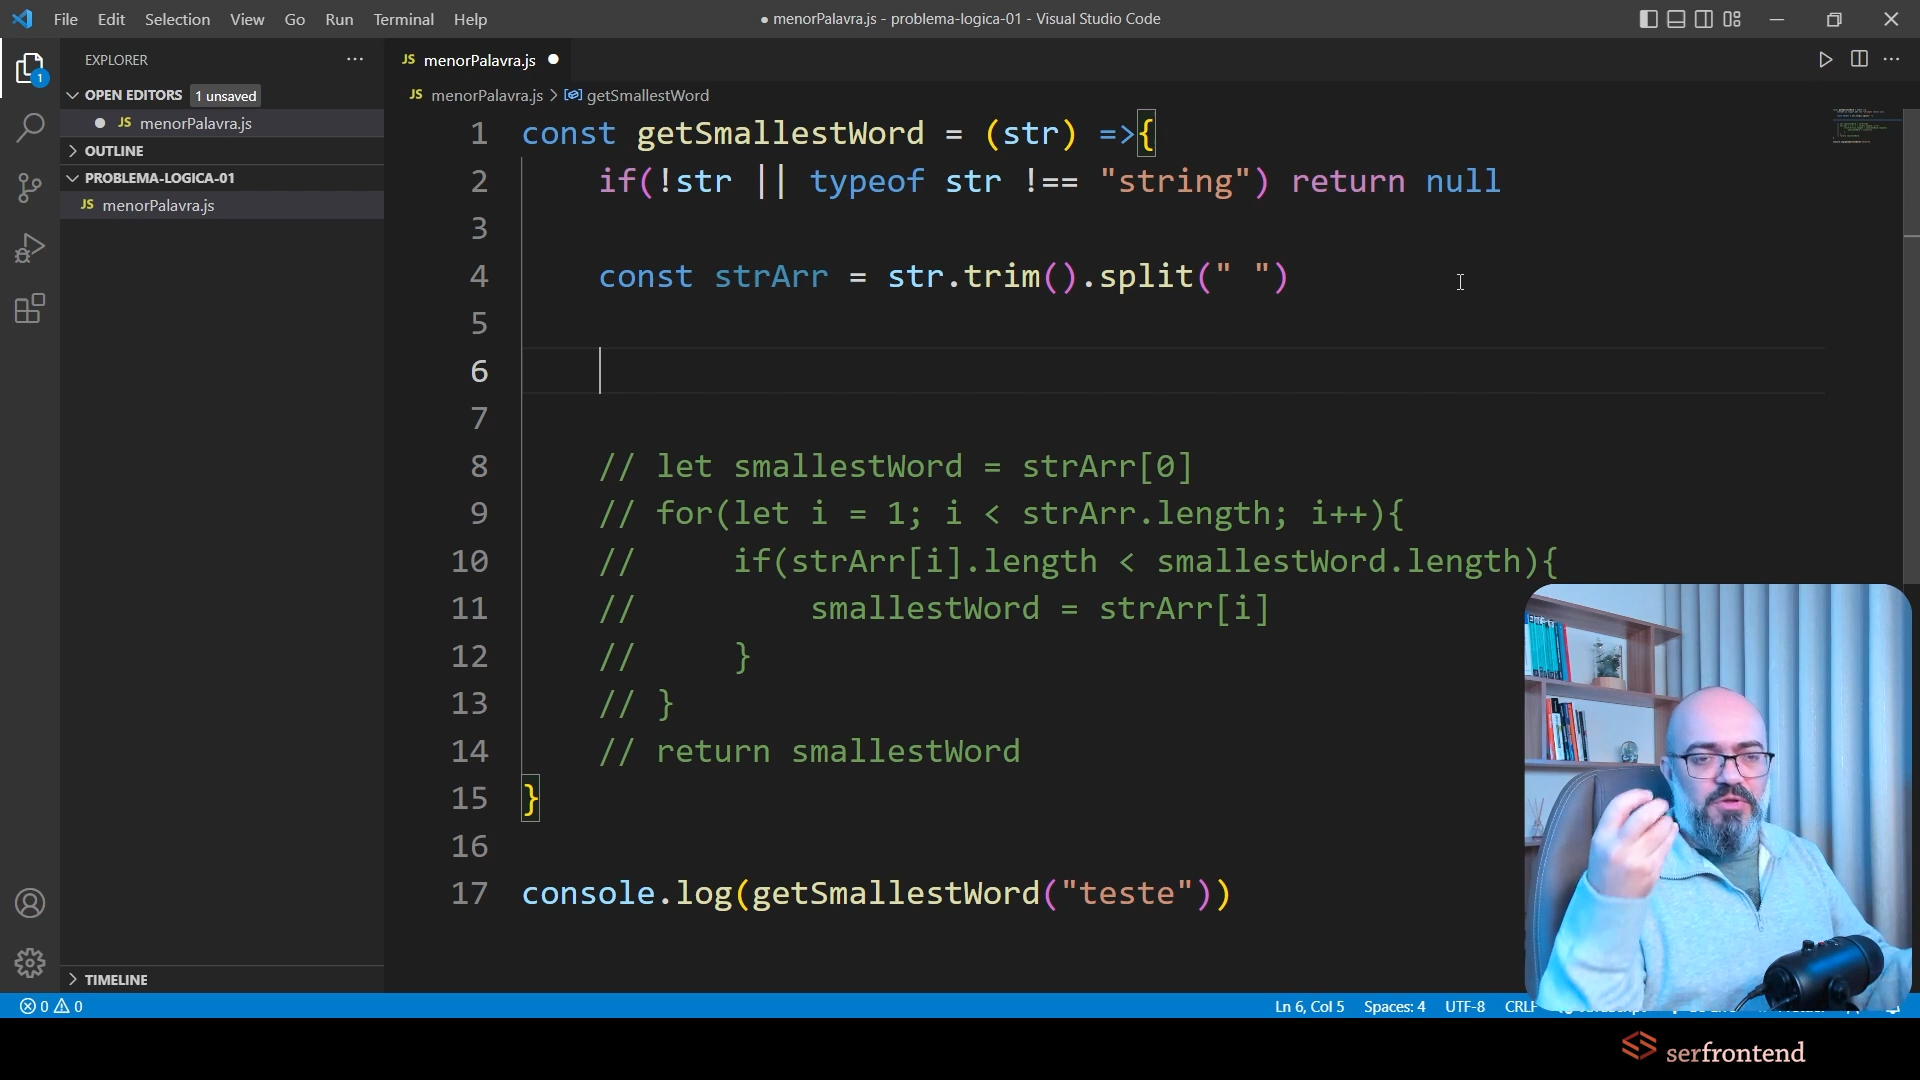 File Edit Selection View Go Run Terminal Help
● menorPalavra.js - problema-logica-01 - Visual Studio Code
EXPLORER
OPEN EDITORS 1 unsaved
JS menorPalavra.js
OUTLINE
PROBLEMA-LOGICA-01
JS menorPalavra.js
TIMELINE
1
JS menorPalavra.js
JS menorPalavra.js > getSmallestWord
1 const getSmallestWord = (str) =>{
2 if(!str || typeof str !== "string") return null
3
4 const strArr = str.trim().split(" ")
5
6
7
8 // let smallestWord = strArr[0]
9 // for(let i = 1; i < strArr.length; i++){
10 //     if(strArr[i].length < smallestWord.length){
11 //         smallestWord = strArr[i]
12 //     }
13 // }
14 // return smallestWord
15 }
16
17 console.log(getSmallestWord("teste"))
0 0
Ln 6, Col 5 Spaces: 4 UTF-8 CRLF
serfrontend